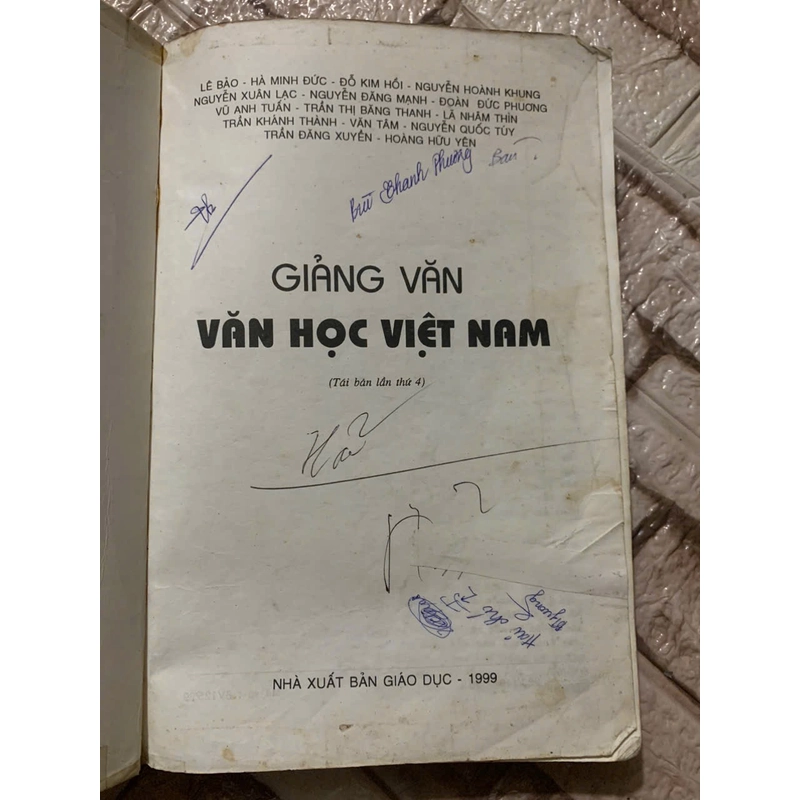 LÊ BẢO - HÀ MINH ĐỨC - ĐỖ KIM HỒI - NGUYỄN HOÀNH KHUNG
NGUYỄN XUÂN LẠC - NGUYỄN ĐĂNG MẠNH - ĐOÀN ĐỨC PHƯƠNG
VŨ ANH TUẤN - TRẦN THỊ BĂNG THANH - LÃ NHÂM THÌN
TRẦN KHÁNH THÀNH - VĂN TÂM - NGUYỄN QUỐC TÚY
TRẦN ĐĂNG XUYỀN - HOÀNG HỮU YÊN
GIẢNG VĂN
VĂN HỌC VIỆT NAM
(Tái bản lần thứ 4)
NHÀ XUẤT BẢN GIÁO DỤC - 1999